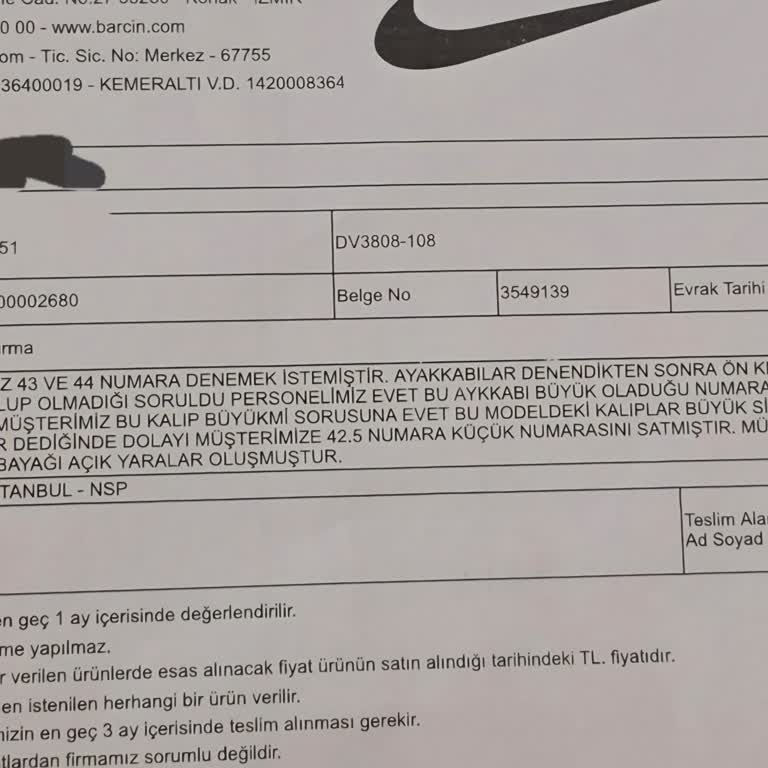 0 00 - www.barcin.com
om - Tic. Sic. No: Merkez - 67755
36400019 - KEMERALTI V.D. 1420008364
51
DV3808-108
00002680
Belge No
3549139
Evrak Tarihi
ırma
Z 43 VE 44 NUMARA DENEMEK İSTEMİŞTİR. AYAKKABILAR DENENDİKTEN SONRA ÖN
LUP OLMADIĞI SORULDU PERSONELİMİZ EVET BU AYKKABI BÜYÜK OLADUĞU NUMARA
MÜŞTERİMİZ BU KALIP BÜYÜKMİ SORUSUNA EVET BU MODELDEKİ KALIPLAR BÜYÜK Sİ
R DEDİĞİNDE DOLAYI MÜŞTERİMİZE 42.5 NUMARA KÜÇÜK NUMARASINI SATMIŞTIR. MÜ
BAYAĞI AÇIK YARALAR OLUŞMUŞTUR.
TANBUL - NSP
Teslim Ala
Ad Soyad
en geç 1 ay içerisinde değerlendirilir.
me yapılmaz.
r verilen ürünlerde esas alınacak fiyat ürünün satın alındığı tarihindeki TL. fiyatıdır.
en istenilen herhangi bir ürün verilir.
nizin en geç 3 ay içerisinde teslim alınması gerekir.
tlardan firmamız sorumlu değildir.